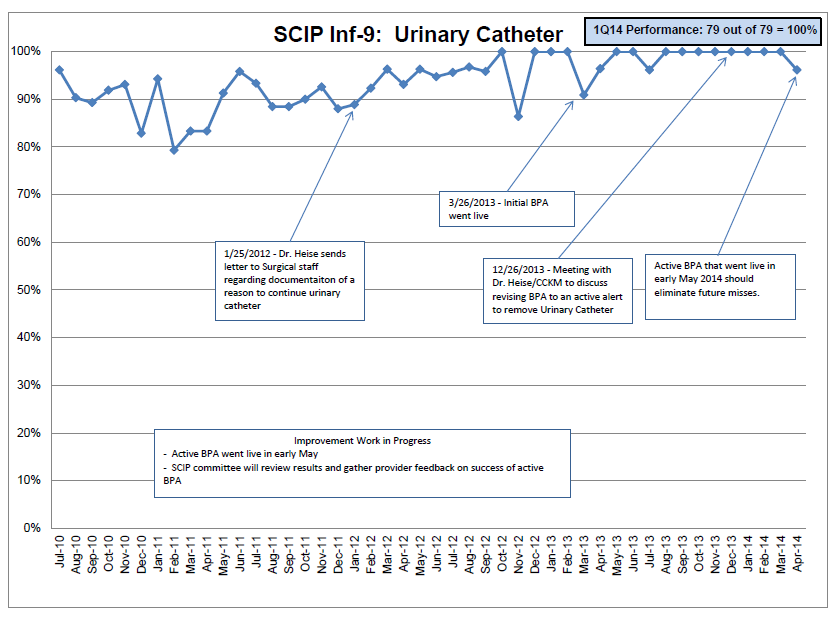 SCIP Inf-9:  Urinary Catheter
1Q14 Performance: 79 out of 79 = 100%
100%
90%
80%
70%
60%
50%
40%
30%
20%
10%
0%
3/26/2013 - Initial BPA
went live
1/25/2012 - Dr. Heise sends
letter to Surgical staff
regarding documentaiton of a
reason to continue urinary
catheter
12/26/2013 - Meeting with
Dr. Heise/CCKM to discuss
revising BPA to an active alert
to remove Urinary Catheter
Active BPA that went live in
early May 2014 should
eliminate future misses.
Improvement Work in Progress
- Active BPA went live in early May
- SCIP committee will review results and gather provider feedback on success of active
BPA
Jul-10
Aug-10
Sep-10
Oct-10
Nov-10
Dec-10
Jan-11
Feb-11
Mar-11
Apr-11
May-11
Jun-11
Jul-11
Aug-11
Sep-11
Oct-11
Nov-11
Dec-11
Jan-12
Feb-12
Mar-12
Apr-12
May-12
Jun-12
Jul-12
Aug-12
Sep-12
Oct-12
Nov-12
Dec-12
Jan-13
Feb-13
Mar-13
Apr-13
May-13
Jun-13
Jul-13
Aug-13
Sep-13
Oct-13
Nov-13
Dec-13
Jan-14
Feb-14
Mar-14
Apr-14